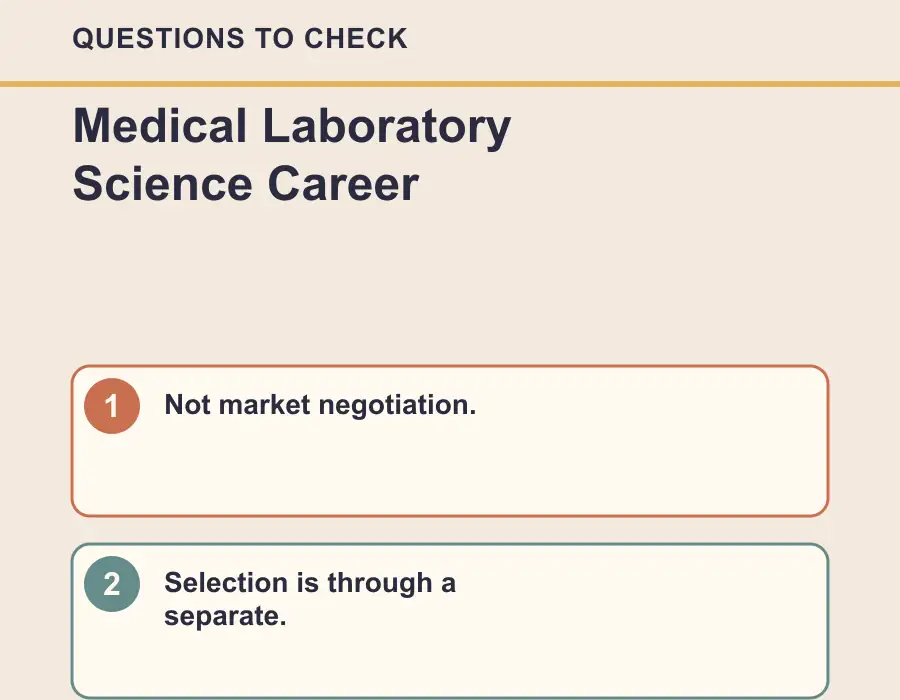 QUESTIONS TO CHECK
Medical Laboratory
Science Career
1
Not market negotiation.
2
Selection is through a
separate.